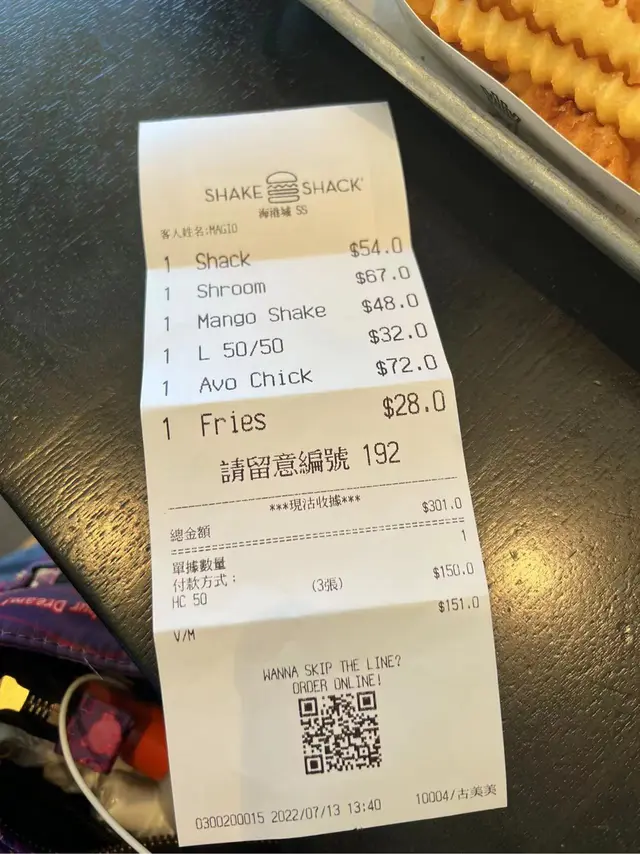 SHAKE SHACK
海港城 SS
客人姓名:MAGIO
1 Shack $54.0
1 Shroom $67.0
1 Mango Shake $48.0
1 L 50/50 $32.0
1 Avo Chick $72.0
1 Fries $28.0
請留意編號 192
***現沽收據***
總金額 $301.0
單據數量 1
付款方式：
HC 50 (3張) $150.0
V/M $151.0
WANNA SKIP THE LINE?
ORDER ONLINE!
0300200015 2022/07/13 13:40 10004/古美美
ur Dream!